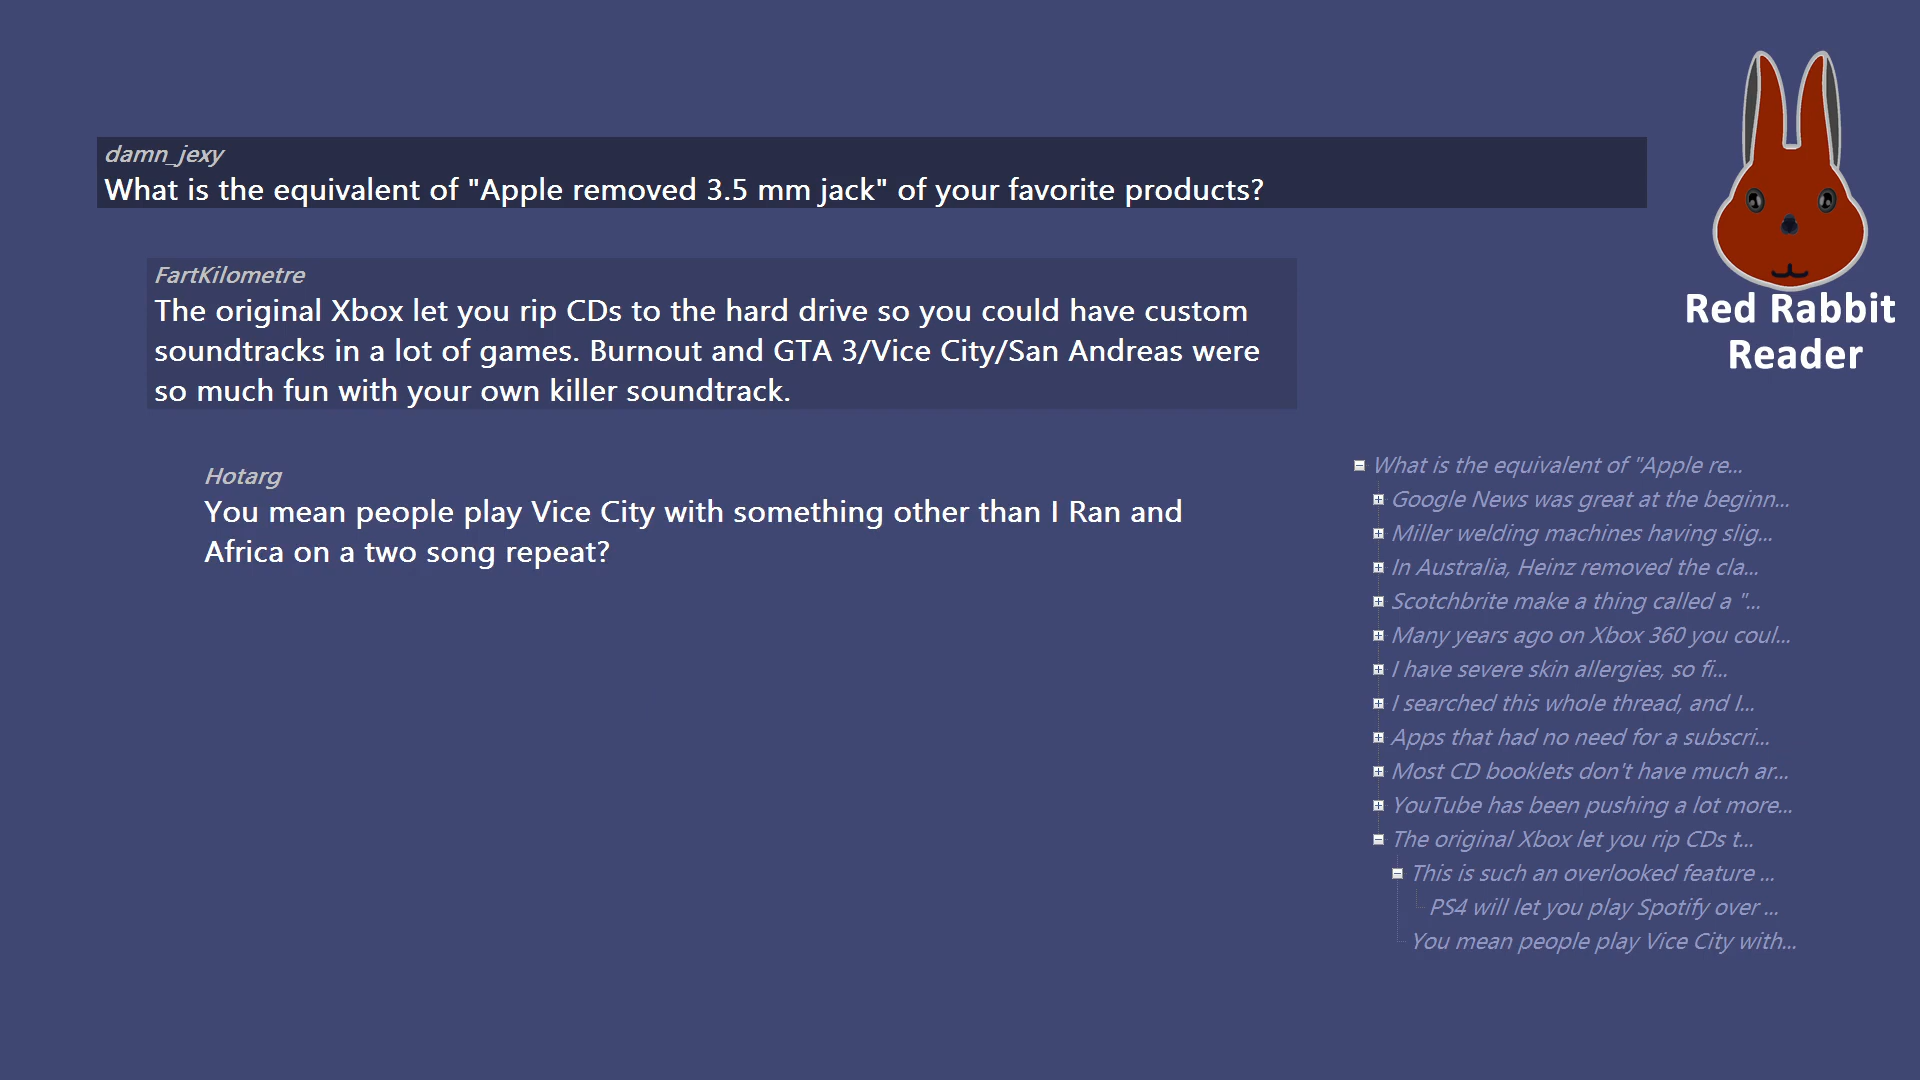 damn_jexy
What is the equivalent of "Apple removed 3.5 mm jack" of your favorite products?
FartKilometre
The original Xbox let you rip CDs to the hard drive so you could have custom
soundtracks in a lot of games. Burnout and GTA 3/Vice City/San Andreas were
so much fun with your own killer soundtrack.
Hotarg
You mean people play Vice City with something other than I Ran and
Africa on a two song repeat?
Red Rabbit
Reader
What is the equivalent of "Apple re...
Google News was great at the beginn...
Miller welding machines having slig...
In Australia, Heinz removed the cla...
Scotchbrite make a thing called a "...
Many years ago on Xbox 360 you coul...
I have severe skin allergies, so fi...
I searched this whole thread, and I...
Apps that had no need for a subscri...
Most CD booklets don't have much ar...
YouTube has been pushing a lot more...
The original Xbox let you rip CDs t...
This is such an overlooked feature ...
PS4 will let you play Spotify over ...
You mean people play Vice City with...